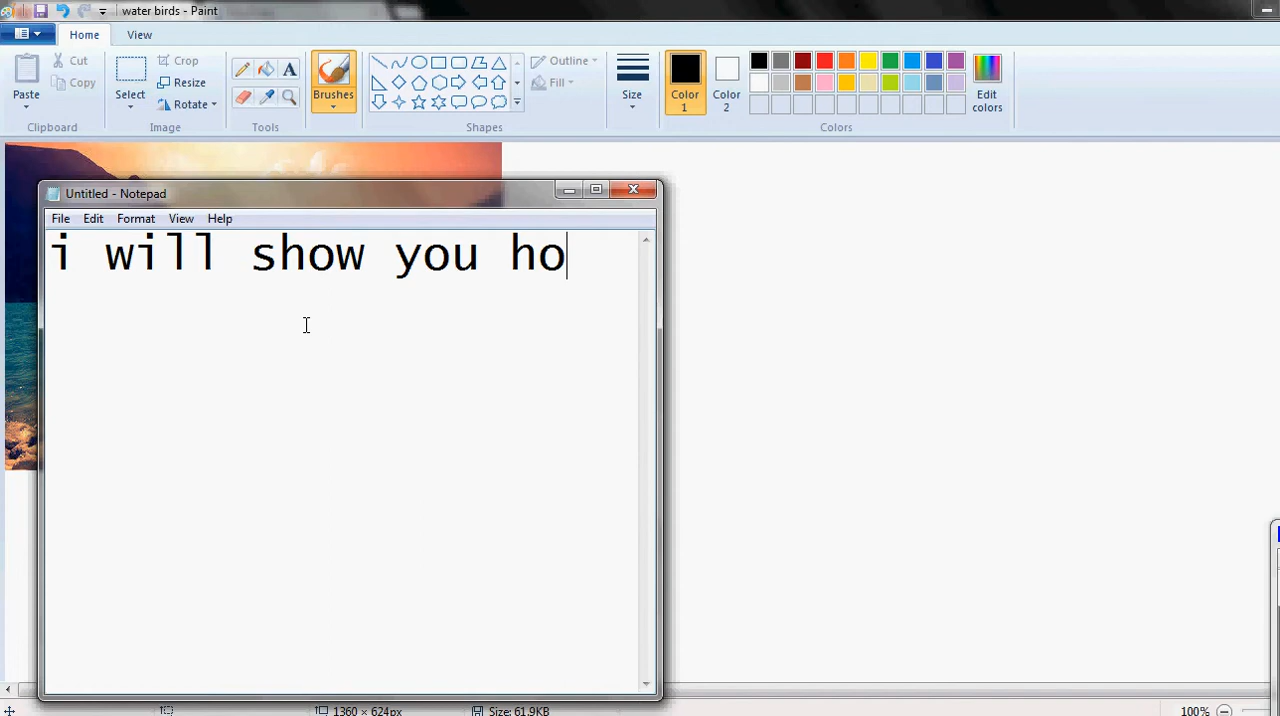 water birds - Paint
Home
View
Paste
Cut
Copy
Clipboard
Select
Crop
Resize
Rotate
Image
Tools
Brushes
Outline
Fill
Shapes
Size
Color
1
Color
2
Edit
colors
Colors
Untitled - Notepad
File Edit Format View Help
i will show you ho
1360 × 624px
Size: 61.9KB
100%